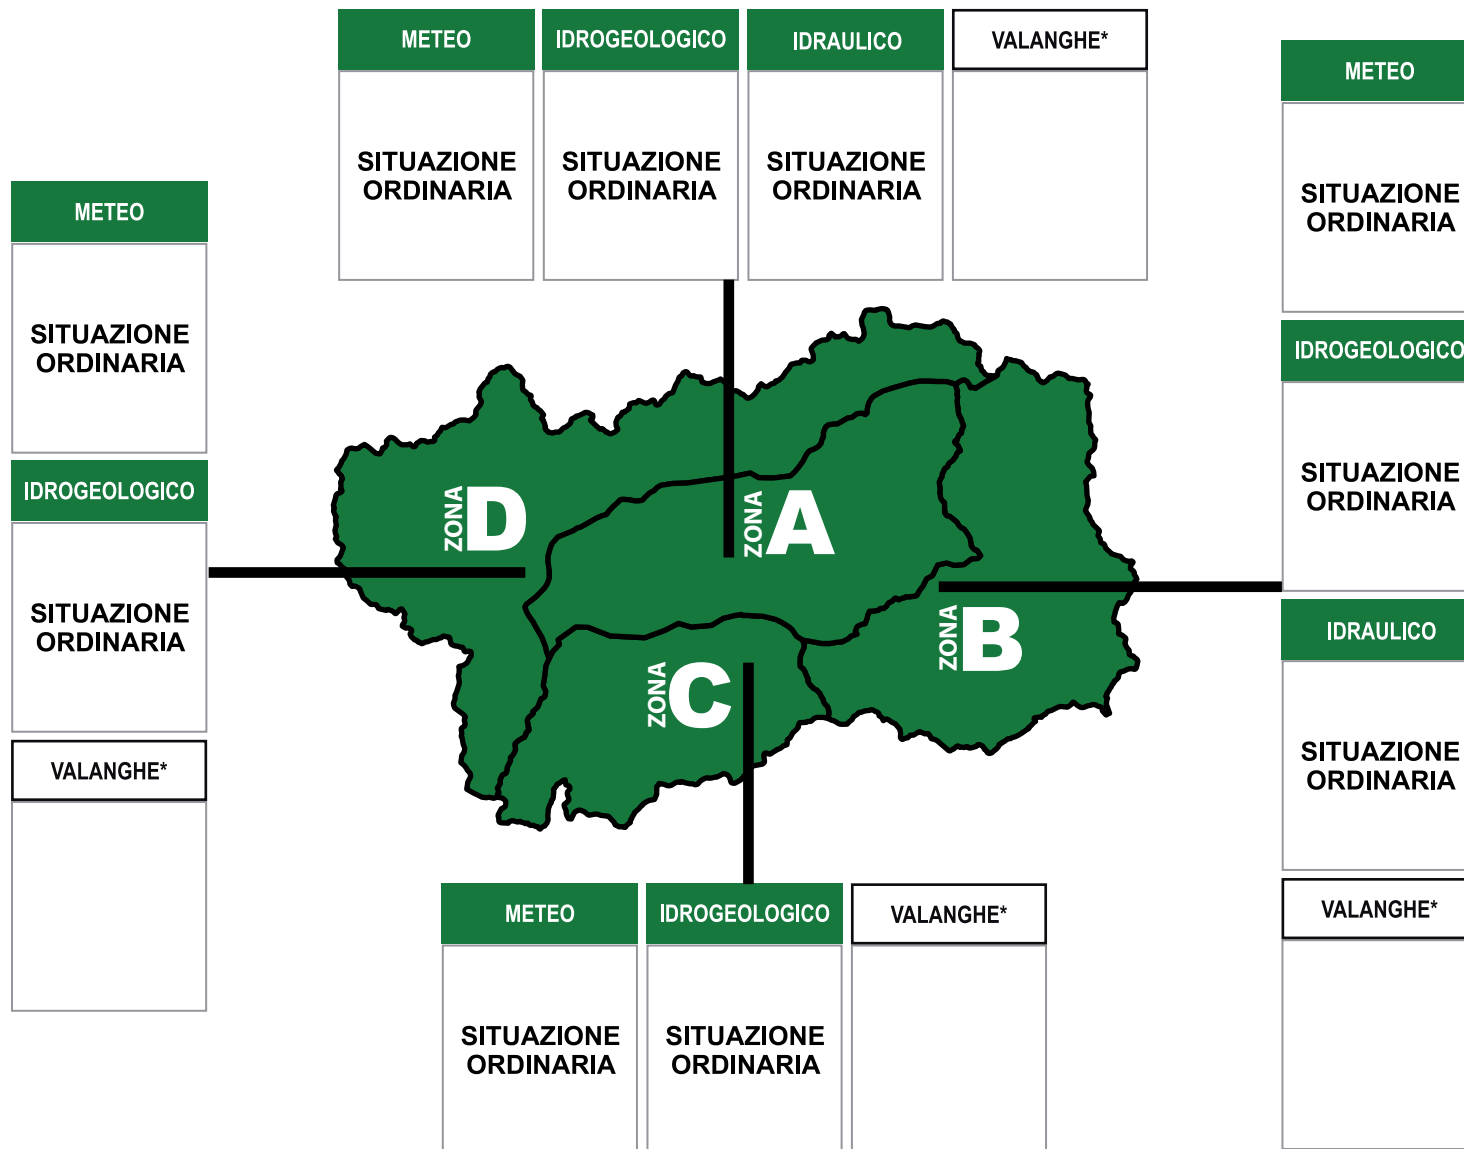 METEO
IDROGEOLOGICO
IDRAULICO
VALANGHE*
SITUAZIONE
ORDINARIA
SITUAZIONE
ORDINARIA
SITUAZIONE
ORDINARIA
METEO
SITUAZIONE
ORDINARIA
IDROGEOLOGICO
SITUAZIONE
ORDINARIA
VALANGHE*
ZONA D
ZONA A
ZONA B
ZONA C
METEO
SITUAZIONE
ORDINARIA
IDROGEOLOGICO
SITUAZIONE
ORDINARIA
IDRAULICO
SITUAZIONE
ORDINARIA
VALANGHE*
METEO
IDROGEOLOGICO
VALANGHE*
SITUAZIONE
ORDINARIA
SITUAZIONE
ORDINARIA